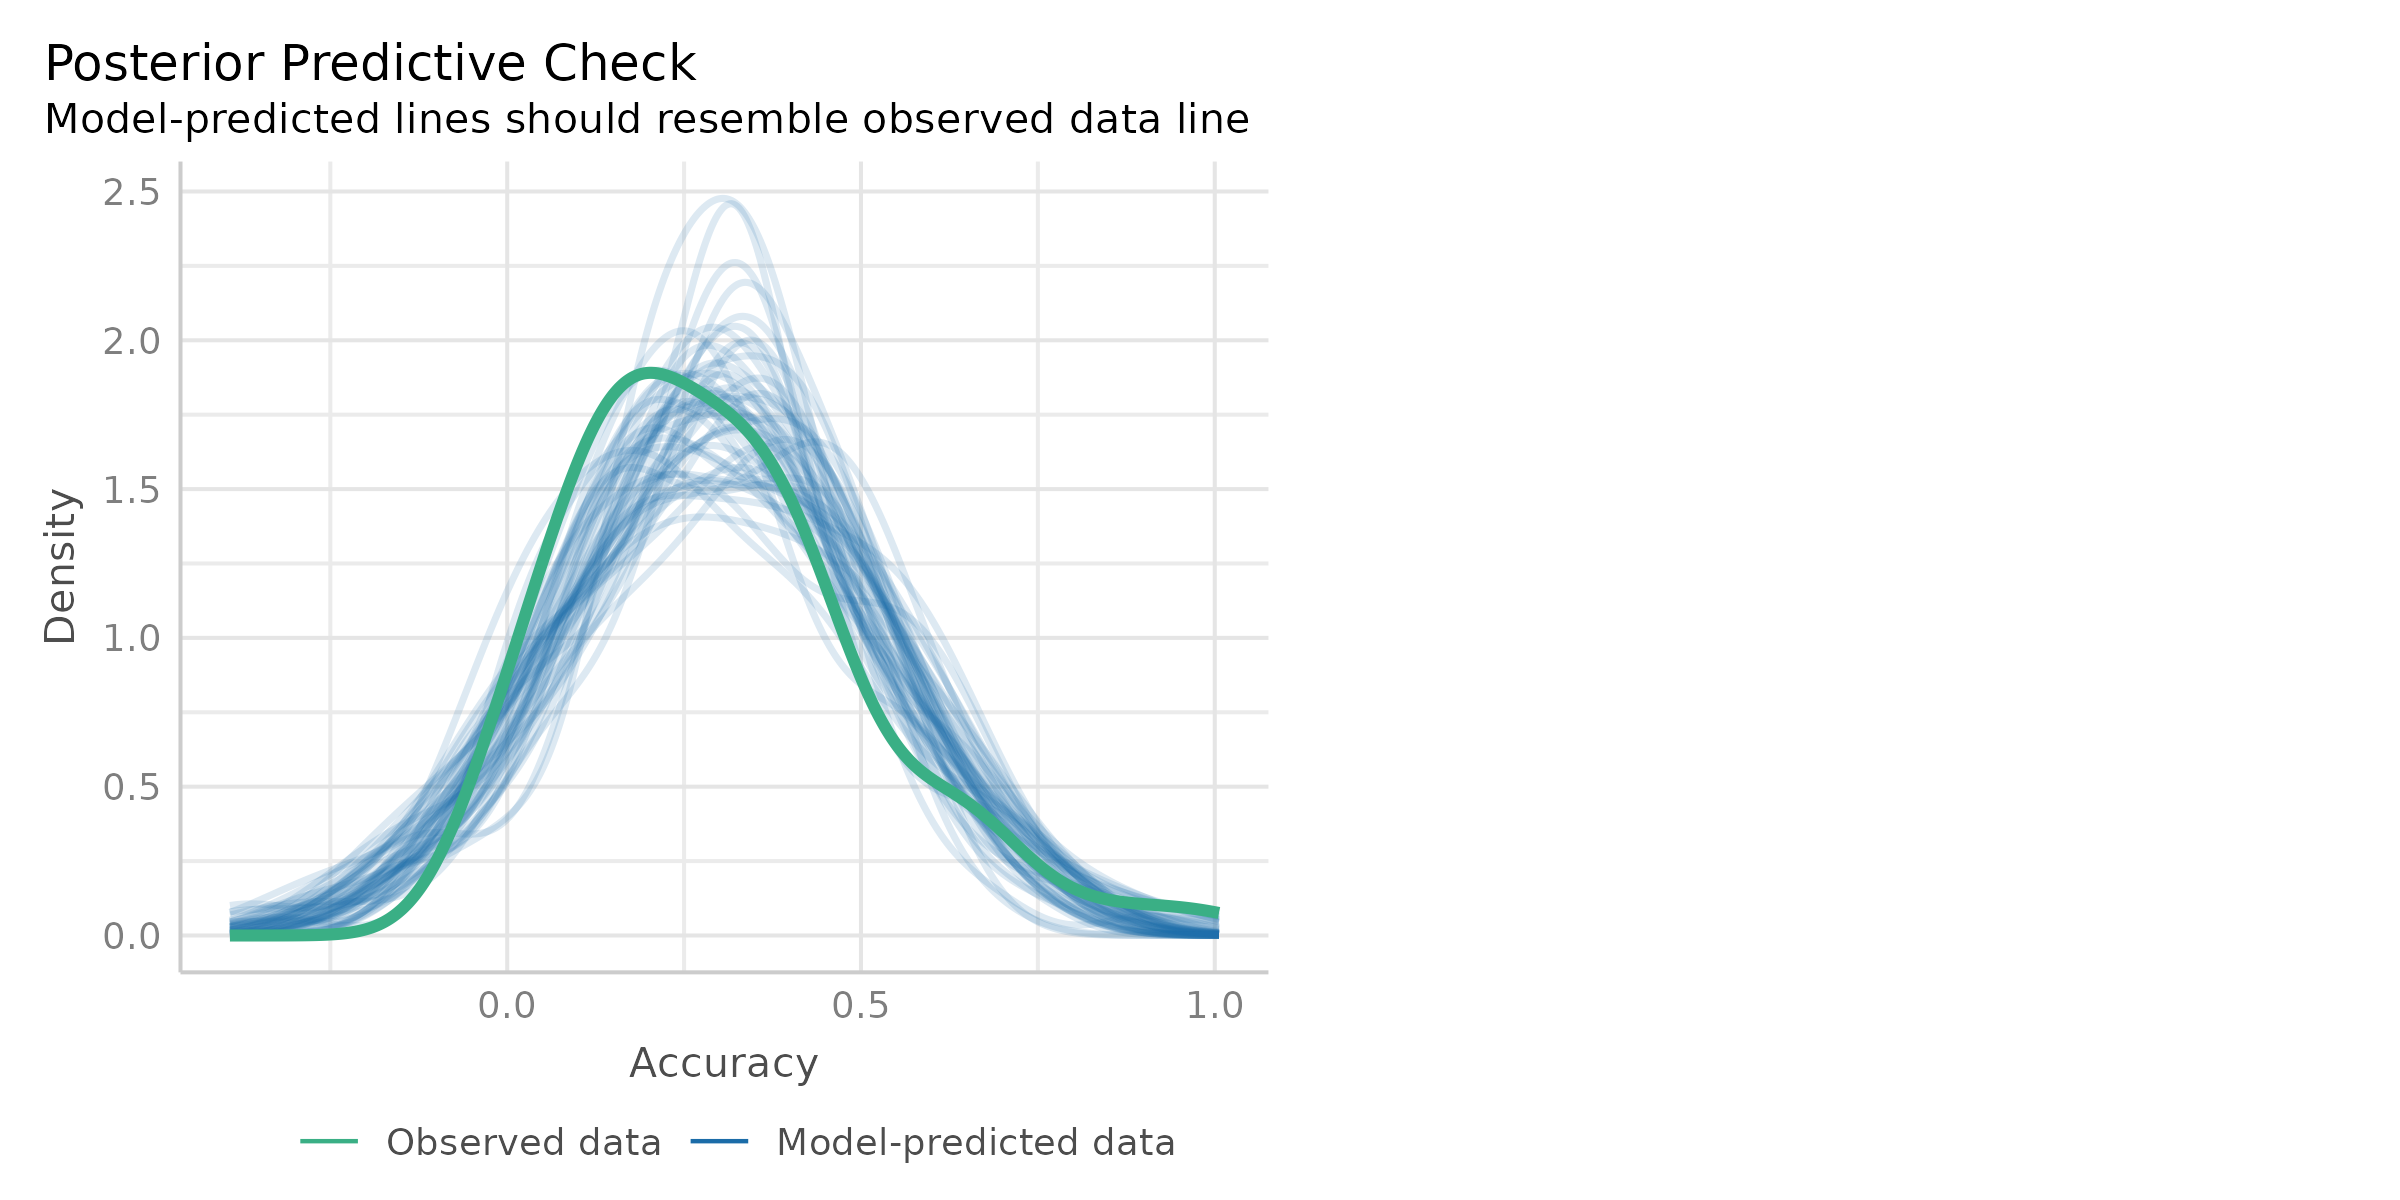 Posterior Predictive Check
Model-predicted lines should resemble observed data line
2.5
2.0
1.5
1.0
0.5
0.0
Density
0.0 0.5 1.0
Accuracy
Observed data Model-predicted data